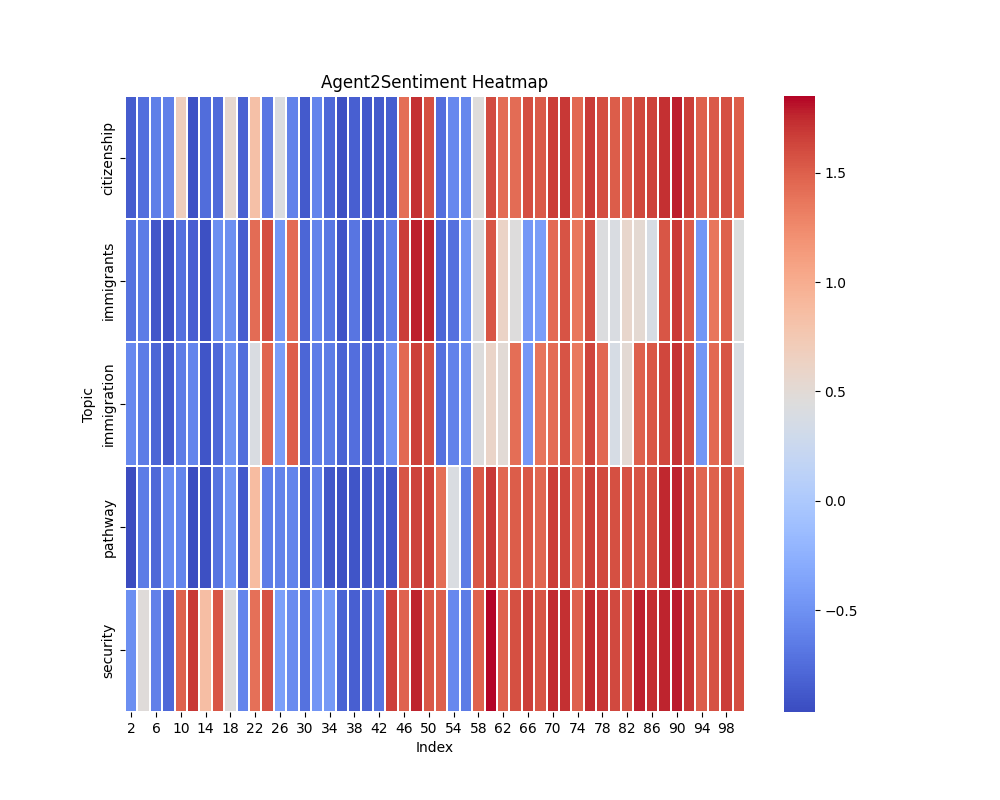 Agent2Sentiment Heatmap
Topic
citizenship
immigrants
immigration
pathway
security
2 6 10 14 18 22 26 30 34 38 42 46 50 54 58 62 66 70 74 78 82 86 90 94 98
Index
1.5
1.0
0.5
0.0
−0.5